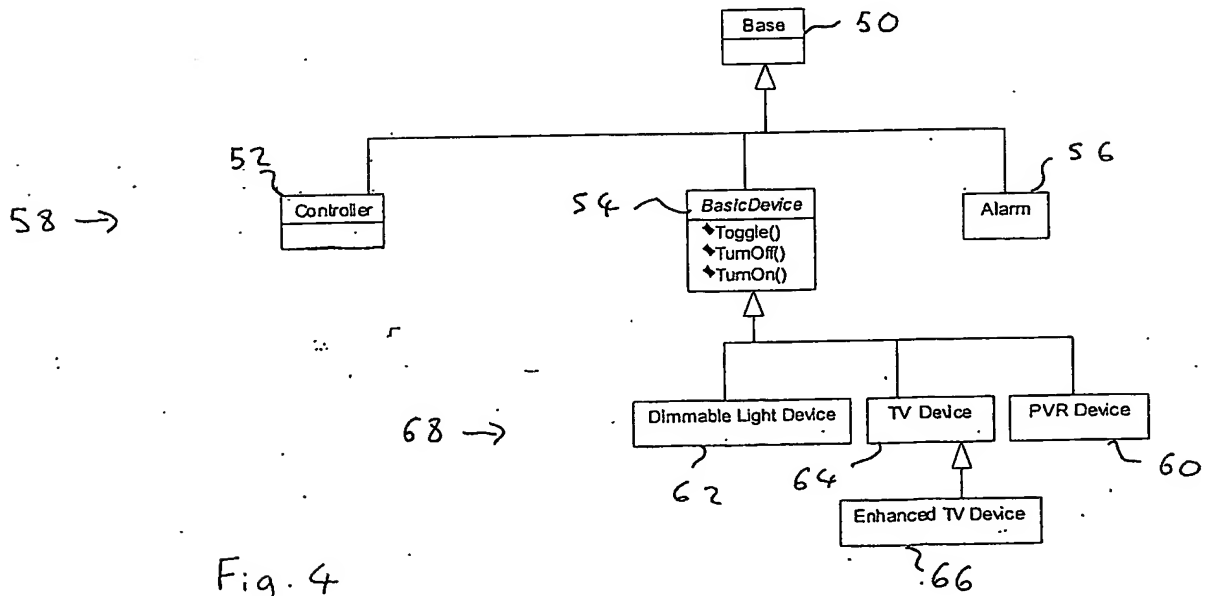 Base
50
52
56
58 →
Controller
54
BasicDevice
Alarm
Toggle()
TurnOff()
TurnOn()
68 →
Dimmable Light Device
TV Device
PVR Device
62
64
60
Enhanced TV Device
66
Fig. 4